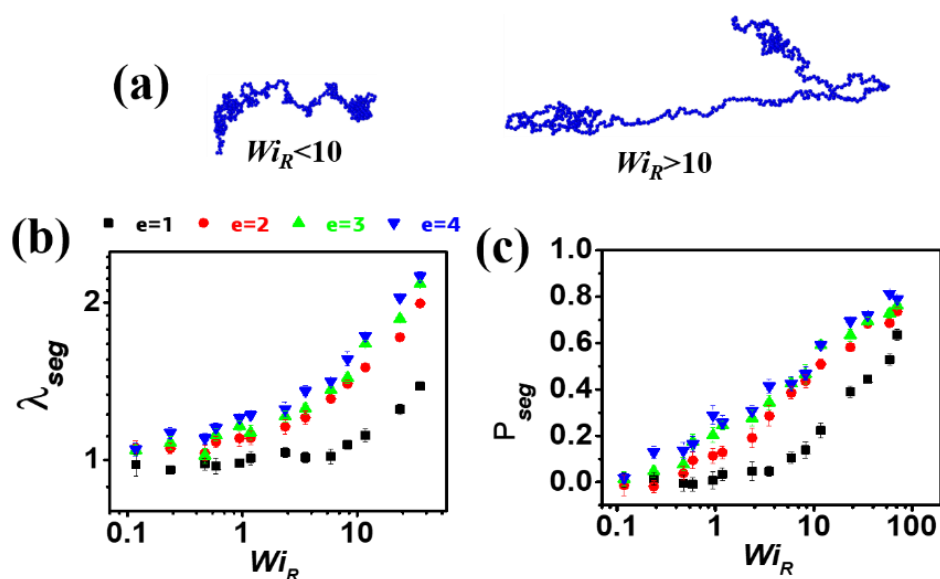 (a)
Wi_R<10
Wi_R>10
(b)
e=1 e=2 e=3 e=4
λ_seg
2
1
0.1 1 10
Wi_R
(c)
P_seg
1.0
0.8
0.6
0.4
0.2
0.0
0.1 1 10 100
Wi_R